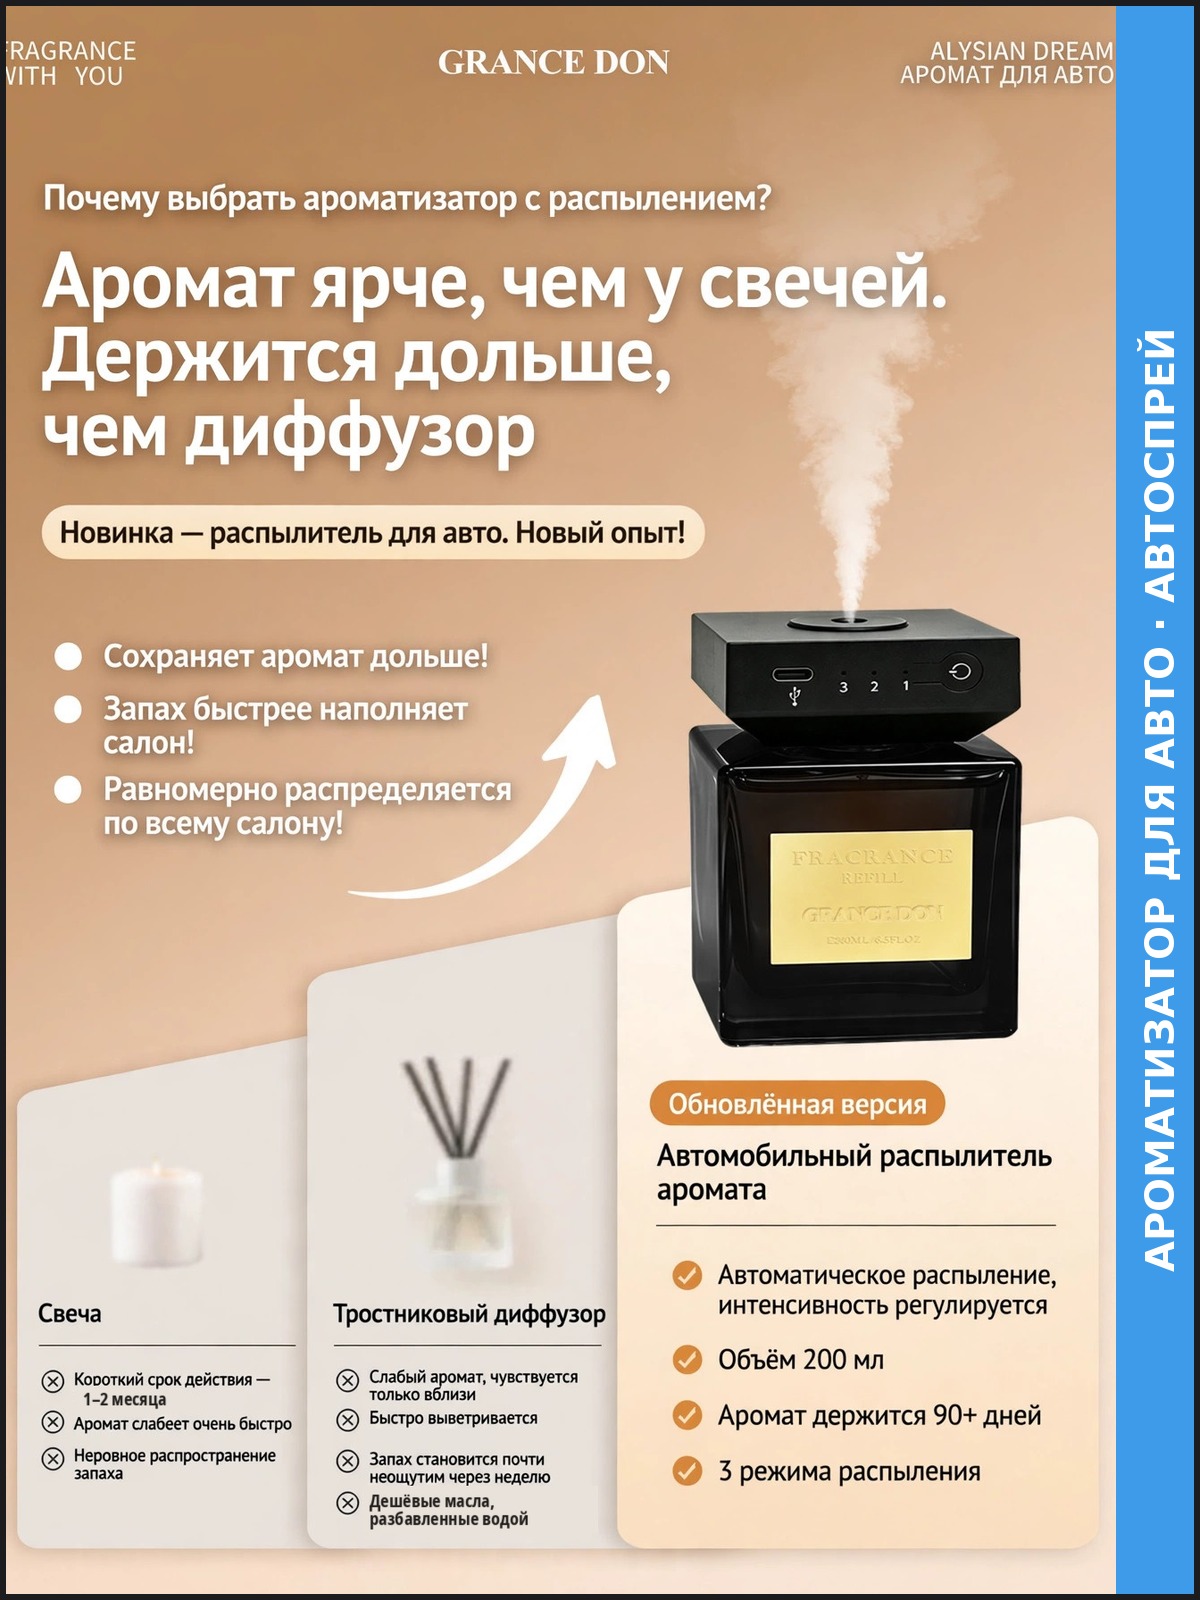 FRAGRANCE
WITH YOU
GRANCE DON
ALYSIAN DREAM
АРОМАТ ДЛЯ АВТО
Почему выбрать ароматизатор с распылением?
Аромат ярче, чем у свечей.
Держится дольше,
чем диффузор
Новинка — распылитель для авто. Новый опыт!
Сохраняет аромат дольше!
Запах быстрее наполняет
салон!
Равномерно распределяется
по всему салону!
3 2 1
FRAGRANCE
REFILL
GRANCE DON
Обновлённая версия
Автомобильный распылитель
аромата
Автоматическое распыление,
интенсивность регулируется
Объём 200 мл
Аромат держится 90+ дней
3 режима распыления
Свеча
Короткий срок действия —
1–2 месяца
Аромат слабеет очень быстро
Неровное распространение
запаха
Тростниковый диффузор
Слабый аромат, чувствуется
только вблизи
Быстро выветривается
Запах становится почти
неощутим через неделю
Дешёвые масла,
разбавленные водой
АРОМАТИЗАТОР ДЛЯ АВТО · АВТОСПРЕЙ